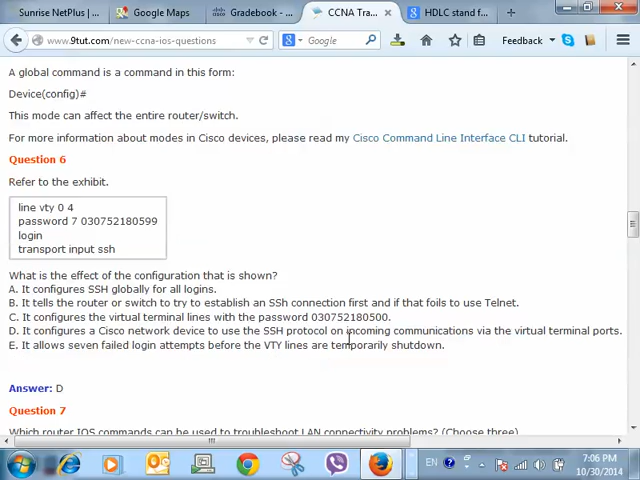 Sunrise NetPlus | ...
Google Maps
Gradebook - ...
CCNA Tra...
HDLC stand f...
www.9tut.com/new-ccna-ios-questions
Google
Feedback
A global command is a command in this form:
Device(config)#
This mode can affect the entire router/switch.
For more information about modes in Cisco devices, please read my Cisco Command Line Interface CLI tutorial.
Question 6
Refer to the exhibit.
line vty 0 4
password 7 030752180599
login
transport input ssh
What is the effect of the configuration that is shown?
A. It configures SSH globally for all logins.
B. It tells the router or switch to try to establish an SSh connection first and if that fails to use Telnet.
C. It configures the virtual terminal lines with the password 030752180500.
D. It configures a Cisco network device to use the SSH protocol on incoming communications via the virtual terminal ports.
E. It allows seven failed login attempts before the VTY lines are temporarily shutdown.
Answer: D
Question 7
Which router IOS commands can be used to troubleshoot LAN connectivity problems? (Choose three)
EN
7:06 PM
10/30/2014